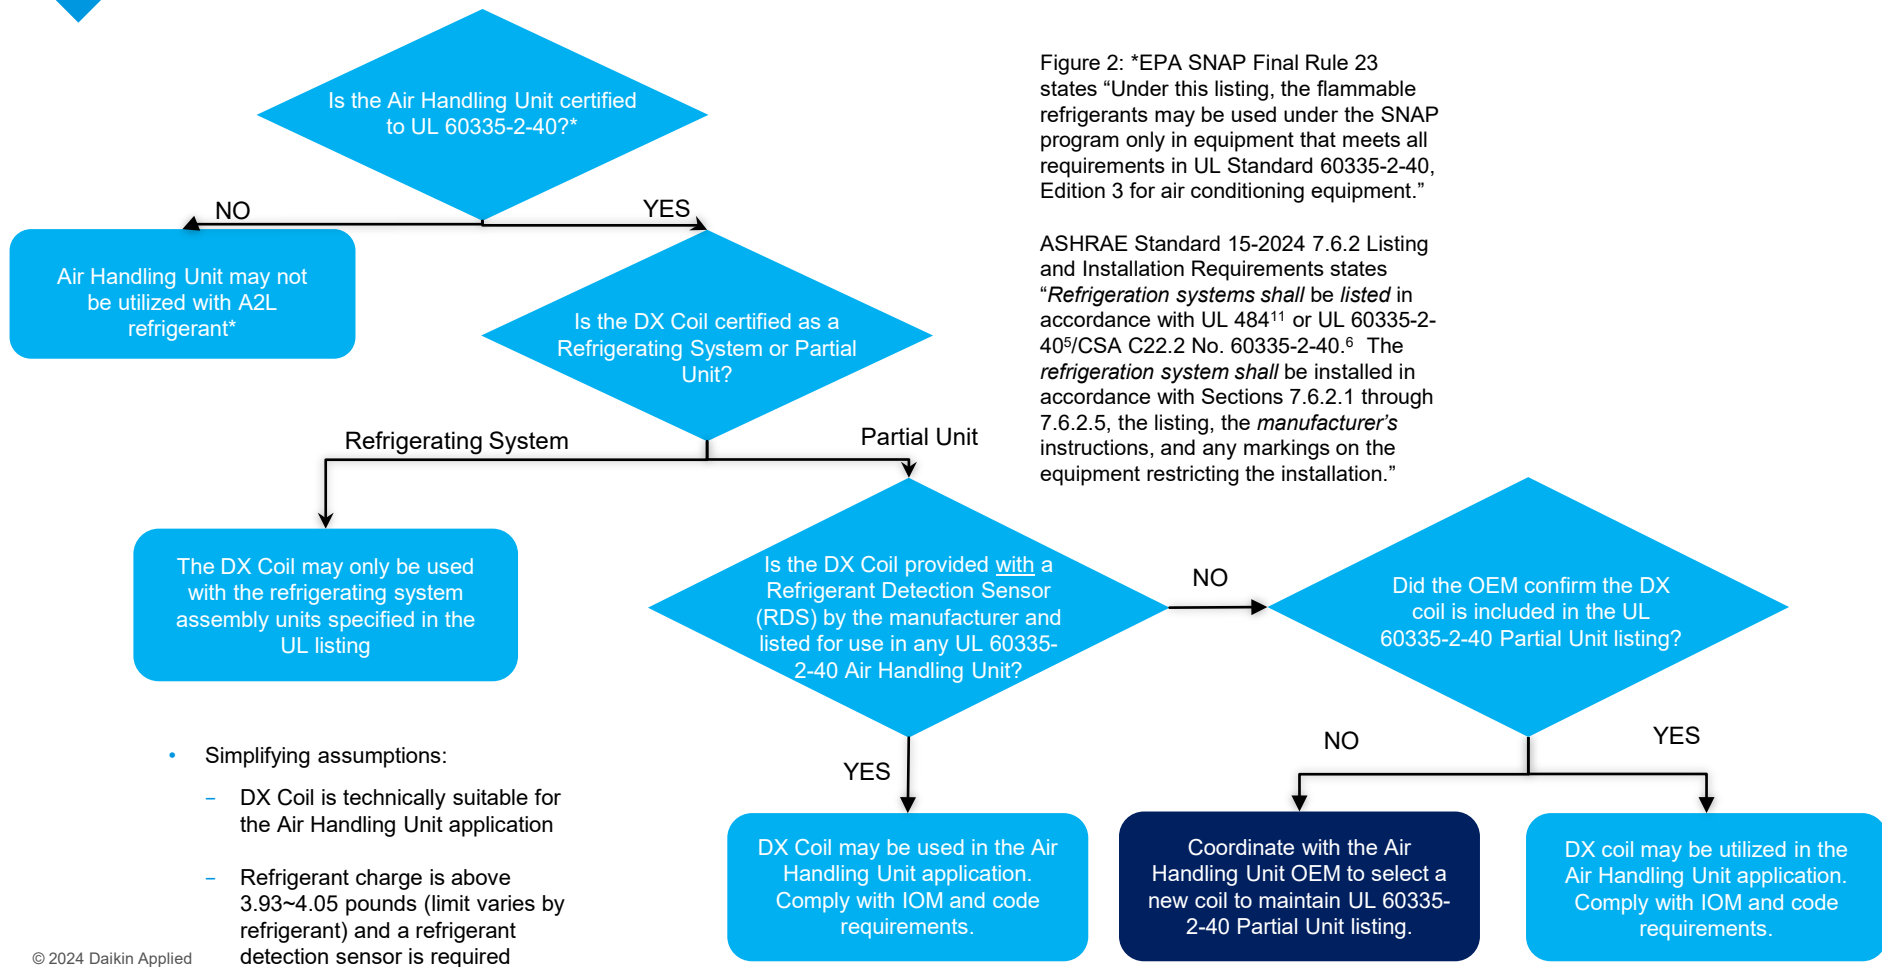 Is the Air Handling Unit certified
to UL 60335-2-40?*
Figure 2: *EPA SNAP Final Rule 23
states “Under this listing, the flammable
refrigerants may be used under the SNAP
program only in equipment that meets all
requirements in UL Standard 60335-2-40,
Edition 3 for air conditioning equipment.”
ASHRAE Standard 15-2024 7.6.2 Listing
and Installation Requirements states
“Refrigeration systems shall be listed in
accordance with UL 484¹¹ or UL 60335-2-
40⁵/CSA C22.2 No. 60335-2-40.⁶ The
refrigeration system shall be installed in
accordance with Sections 7.6.2.1 through
7.6.2.5, the listing, the manufacturer’s
instructions, and any markings on the
equipment restricting the installation.”
NO
YES
Air Handling Unit may not
be utilized with A2L
refrigerant*
Is the DX Coil certified as a
Refrigerating System or Partial
Unit?
Refrigerating System
Partial Unit
The DX Coil may only be used
with the refrigerating system
assembly units specified in the
UL listing
Is the DX Coil provided with a
Refrigerant Detection Sensor
(RDS) by the manufacturer and
listed for use in any UL 60335-
2-40 Air Handling Unit?
NO
Did the OEM confirm the DX
coil is included in the UL
60335-2-40 Partial Unit listing?
YES
NO
YES
• Simplifying assumptions:
– DX Coil is technically suitable for
the Air Handling Unit application
– Refrigerant charge is above
3.93~4.05 pounds (limit varies by
refrigerant) and a refrigerant
detection sensor is required
DX Coil may be used in the Air
Handling Unit application.
Comply with IOM and code
requirements.
Coordinate with the Air
Handling Unit OEM to select a
new coil to maintain UL 60335-
2-40 Partial Unit listing.
DX coil may be utilized in the
Air Handling Unit application.
Comply with IOM and code
requirements.
© 2024 Daikin Applied